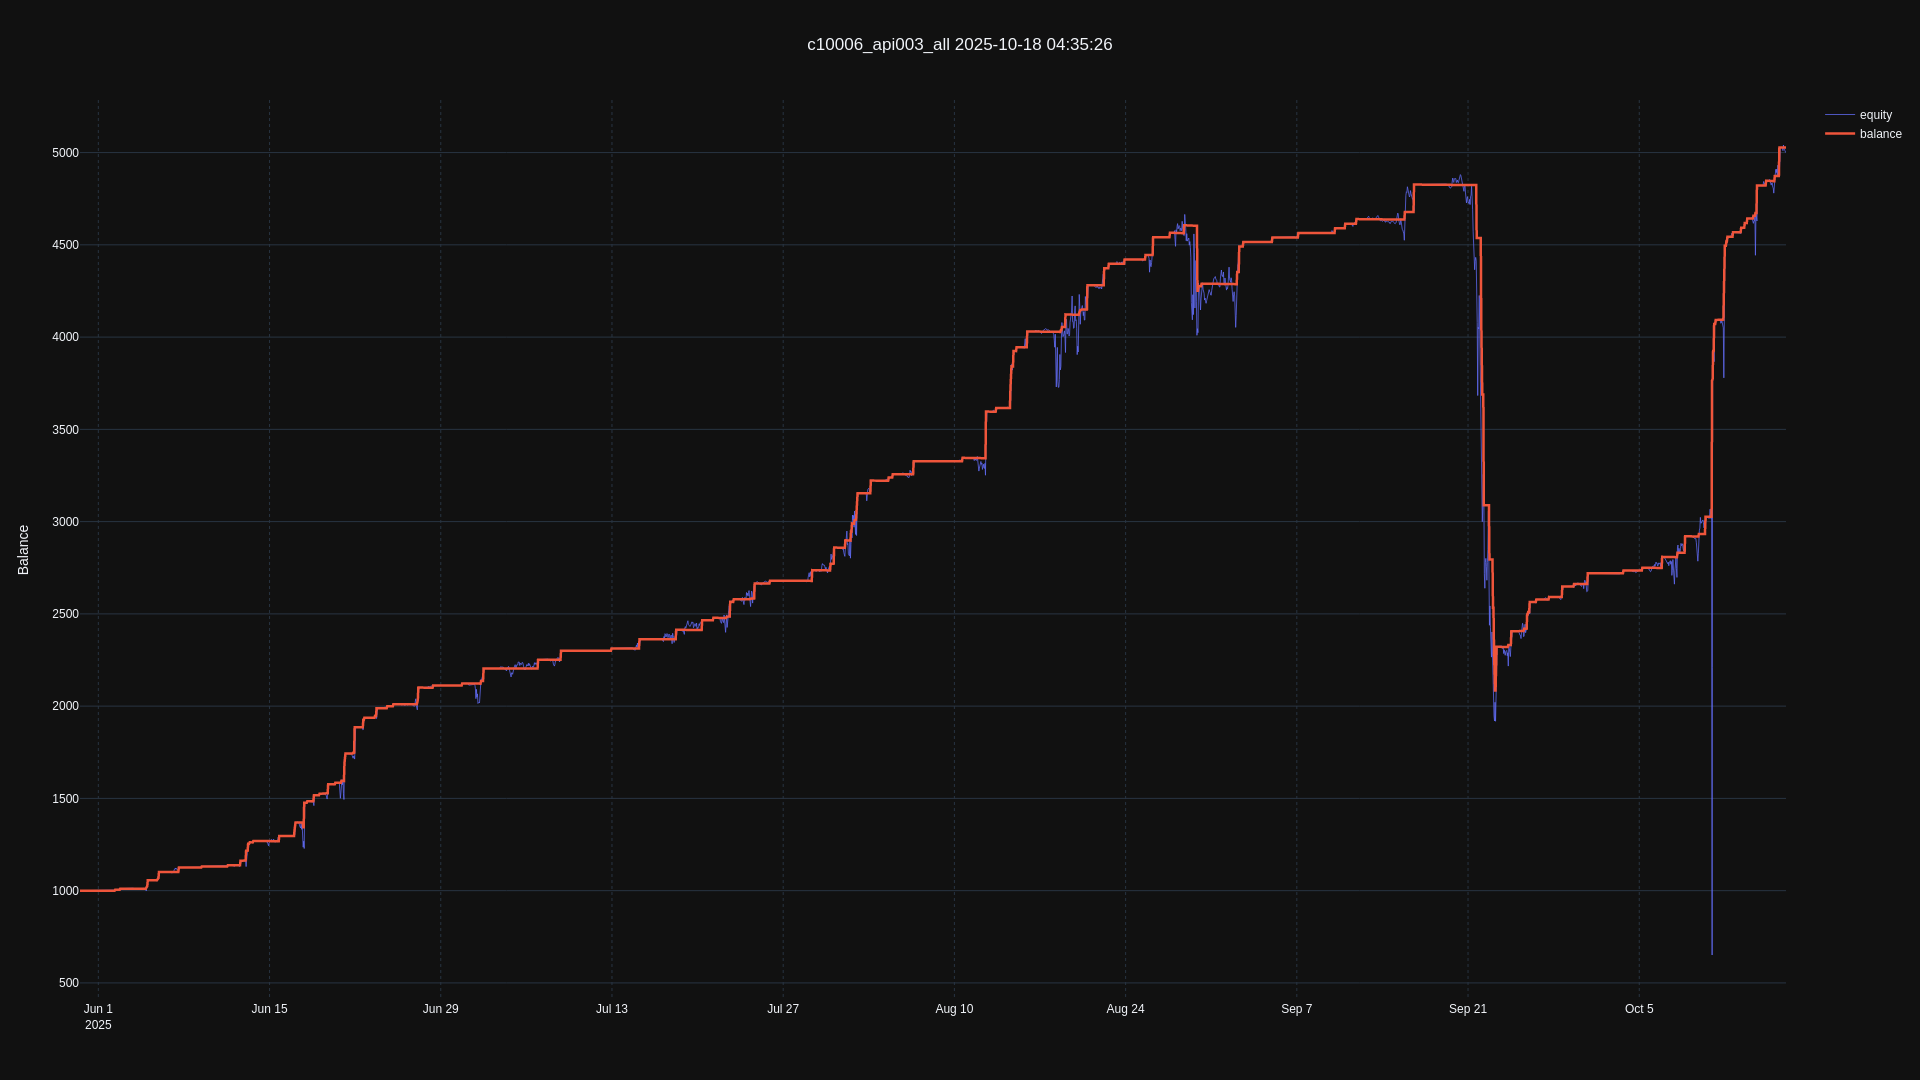 c10006_api003_all 2025-10-18 04:35:26
equity
balance
Balance
5000
4500
4000
3500
3000
2500
2000
1500
1000
500
Jun 1
2025
Jun 15
Jun 29
Jul 13
Jul 27
Aug 10
Aug 24
Sep 7
Sep 21
Oct 5